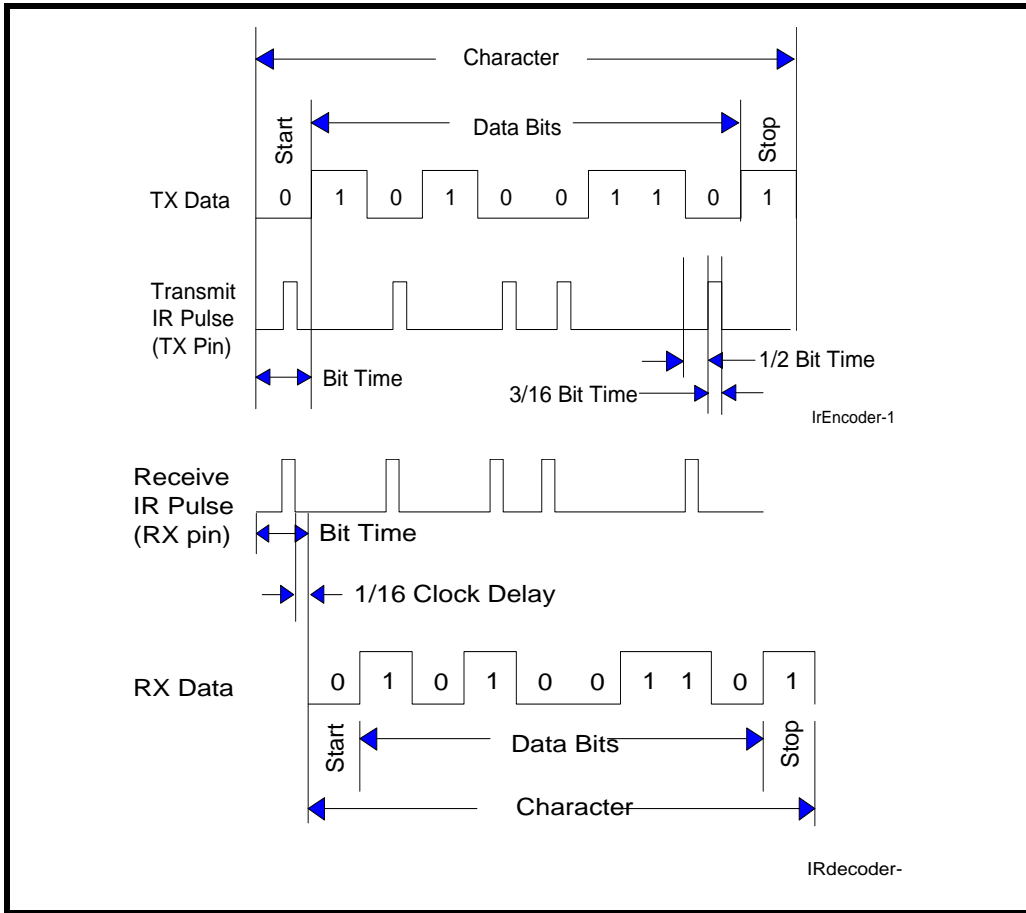 Character
Start
Data Bits
Stop
TX Data
0 1 0 1 0 0 1 1 0 1
Transmit
IR Pulse
(TX Pin)
1/2 Bit Time
Bit Time
3/16 Bit Time
IrEncoder-1
Receive
IR Pulse
(RX pin)
Bit Time
1/16 Clock Delay
RX Data
0 1 0 1 0 0 1 1 0 1
Start
Data Bits
Stop
Character
IRdecoder-